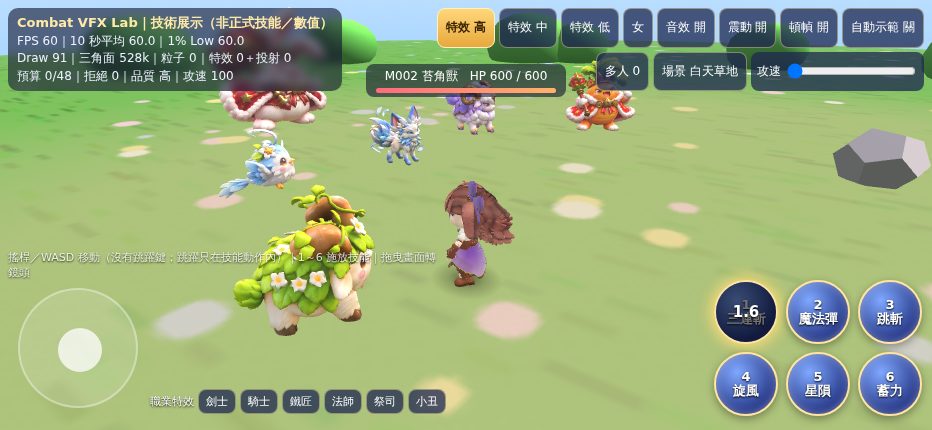 Combat VFX Lab｜技術展示（非正式技能／數值）
FPS 60｜10 秒平均 60.0｜1% Low 60.0
Draw 91｜三角面 528k｜粒子 0｜特效 0＋投射 0
預算 0/48｜拒絕 0｜品質 高｜攻速 100
特效 高
特效 中
特效 低
女
音效 開
震動 開
頓幀 開
自動示範 關
M002 苔角獸 HP 600 / 600
多人 0
場景 白天草地
攻速
搖桿／WASD 移動（沒有跳躍鍵；跳躍只在技能動作內）｜1－6 施放技能｜拖曳畫面轉
鏡頭
1
1.6
三連斬
2
魔法彈
3
跳斬
4
旋風
5
星隕
6
蓄力
職業特效
劍士
騎士
鐵匠
法師
祭司
小丑